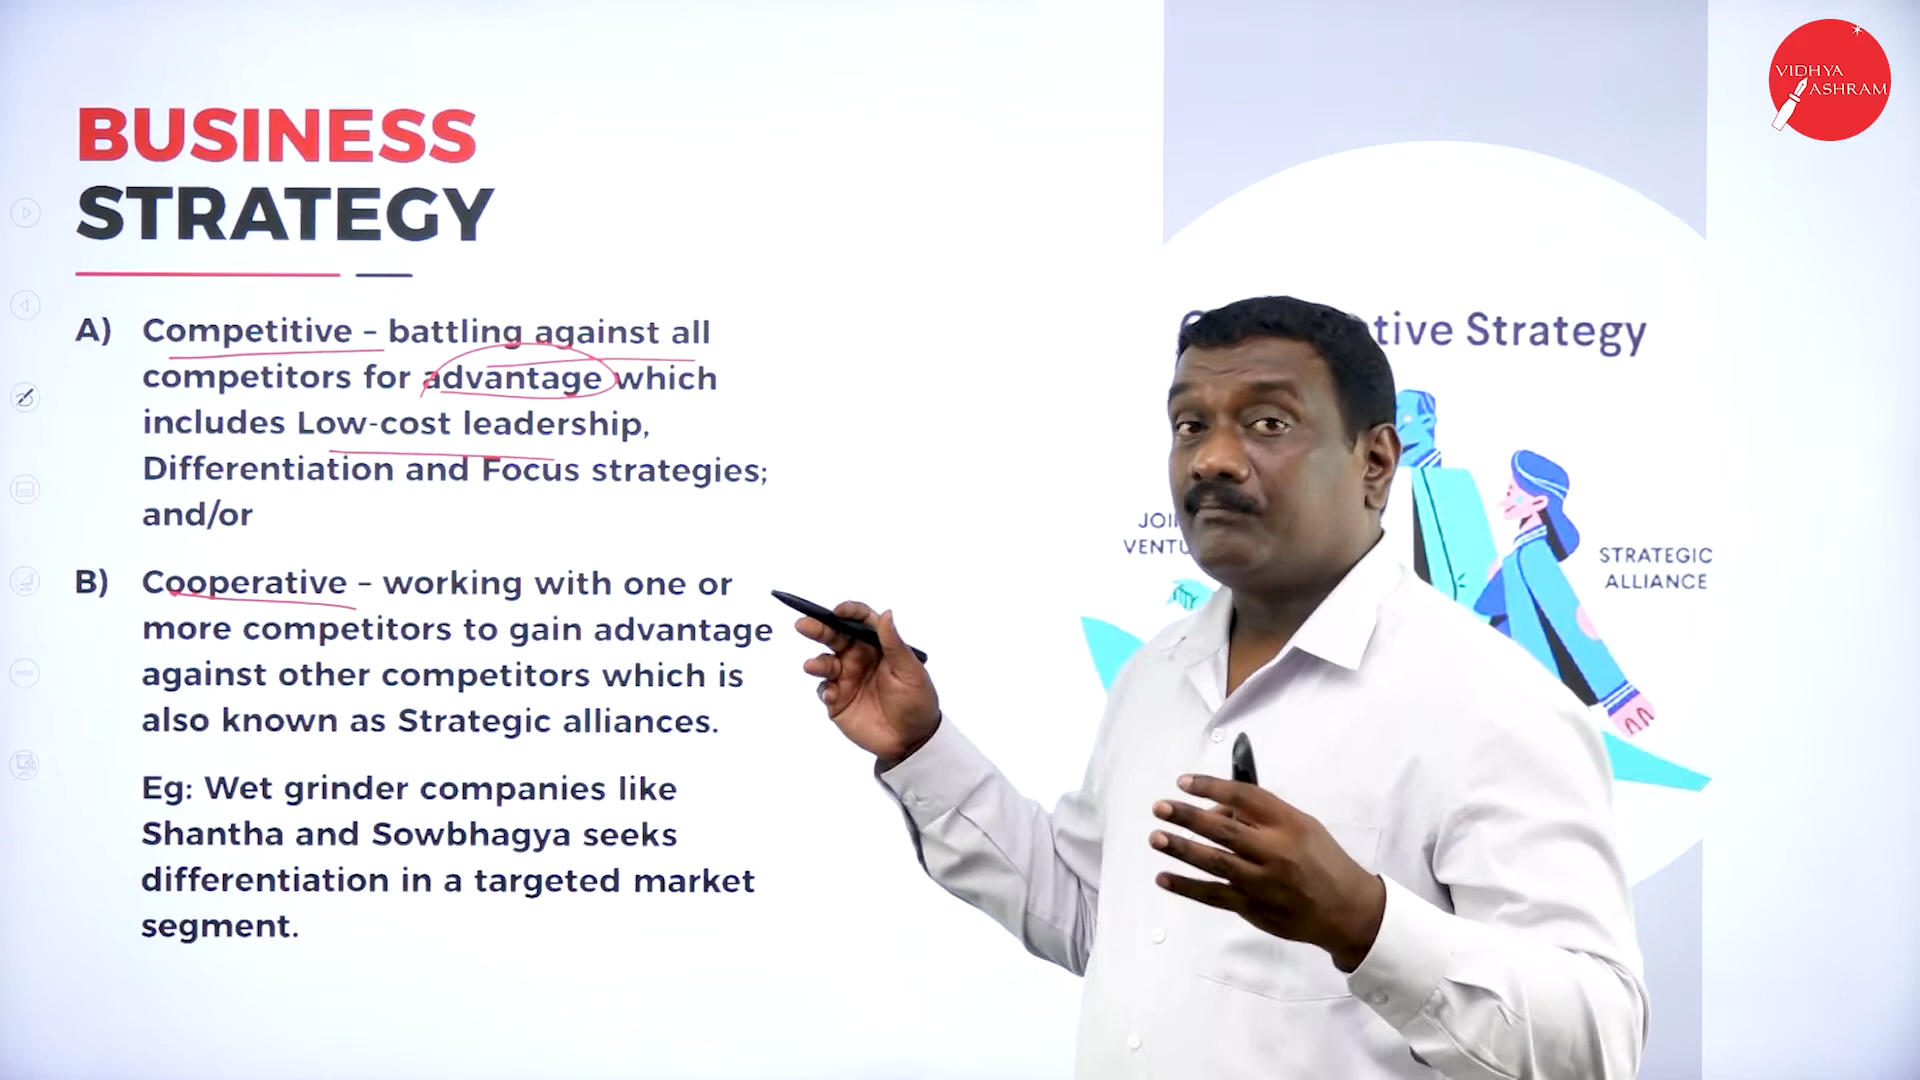 VIDHYA
ASHRAM
BUSINESS
STRATEGY
A) Competitive – battling against all
competitors for advantage which
includes Low-cost leadership,
Differentiation and Focus strategies;
and/or
B) Cooperative – working with one or
more competitors to gain advantage
against other competitors which is
also known as Strategic alliances.
Eg: Wet grinder companies like
Shantha and Sowbhagya seeks
differentiation in a targeted market
segment.
Strategy
STRATEGIC
ALLIANCE